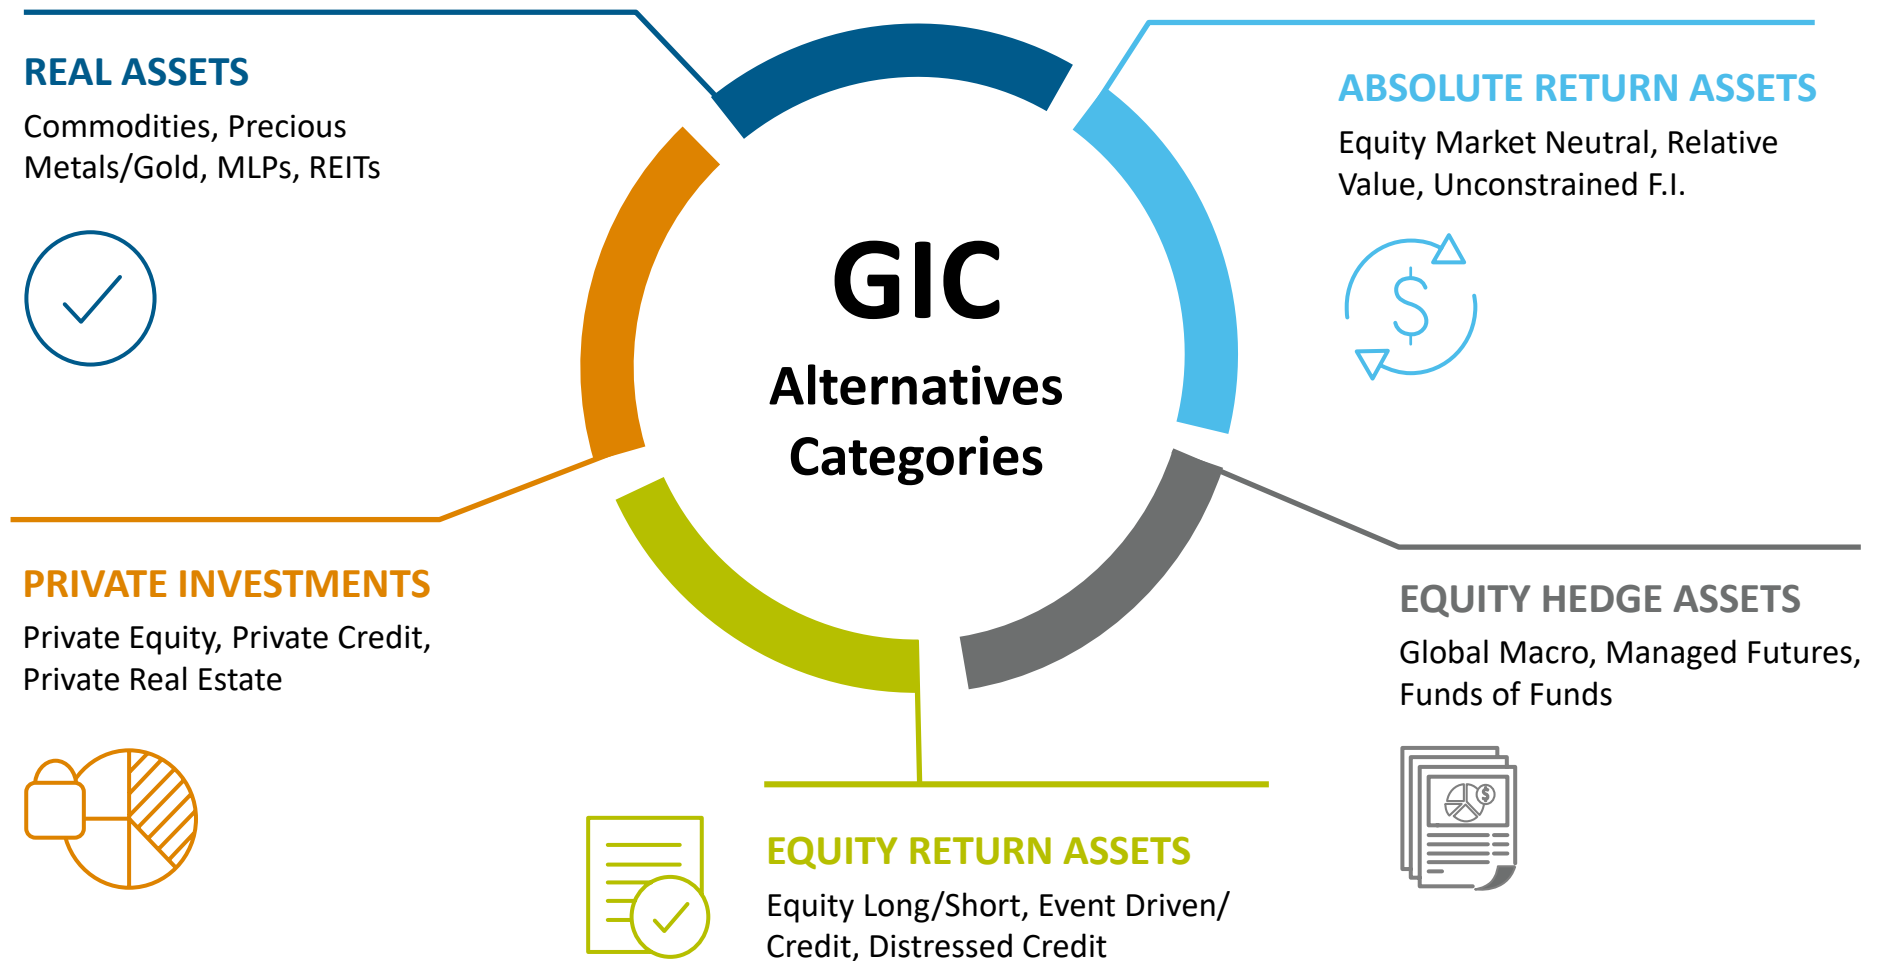 REAL ASSETS
Commodities, Precious
Metals/Gold, MLPs, REITs
ABSOLUTE RETURN ASSETS
Equity Market Neutral, Relative
Value, Unconstrained F.I.
$
GIC
Alternatives
Categories
PRIVATE INVESTMENTS
Private Equity, Private Credit,
Private Real Estate
EQUITY HEDGE ASSETS
Global Macro, Managed Futures,
Funds of Funds
$
EQUITY RETURN ASSETS
Equity Long/Short, Event Driven/
Credit, Distressed Credit